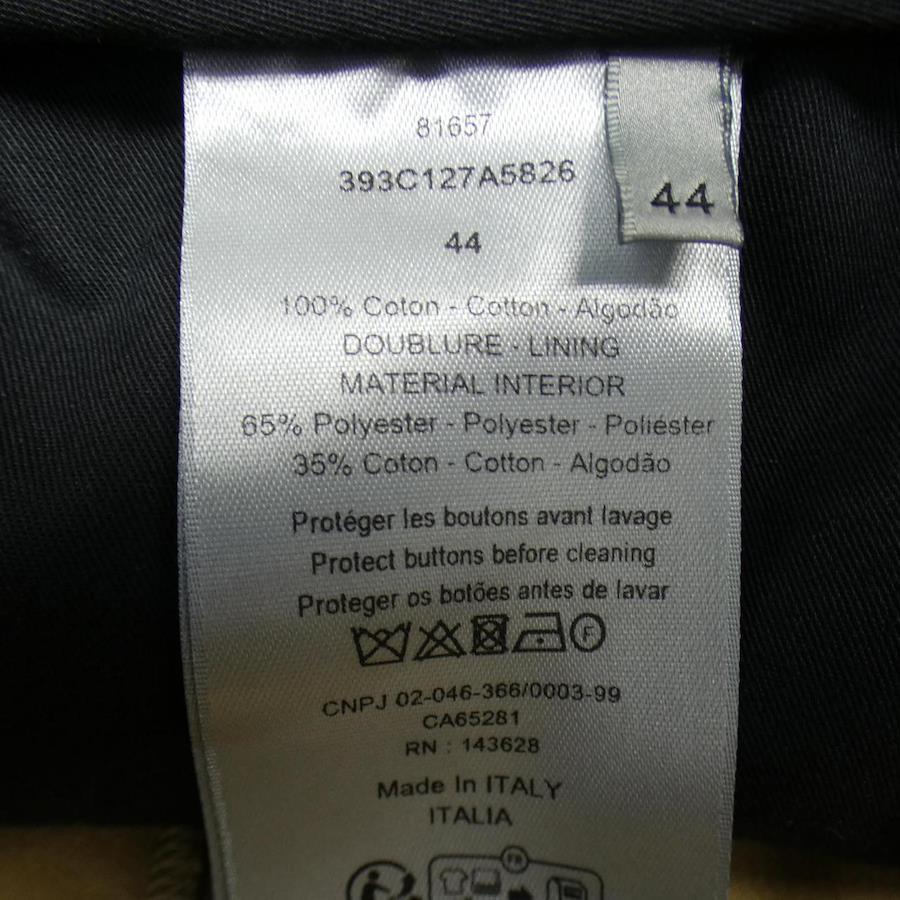 81657
393C127A5826
44
44
100% Coton - Cotton - Algodão
DOUBLURE - LINING
MATERIAL INTERIOR
65% Polyester - Polyester - Poliéster
35% Coton - Cotton - Algodão
Protéger les boutons avant lavage
Protect buttons before cleaning
Proteger os botões antes de lavar
F
CNPJ 02-046-366/0003-99
CA65281
RN : 143628
Made In ITALY
ITALIA
FR